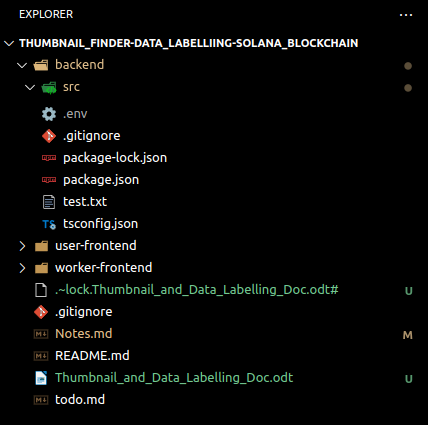 EXPLORER ...
THUMBNAIL_FINDER-DATA_LABELLIING-SOLANA_BLOCKCHAIN
backend
src
.env
.gitignore
package-lock.json
package.json
test.txt
TS tsconfig.json
user-frontend
worker-frontend
.~lock.Thumbnail_and_Data_Labelling_Doc.odt# U
.gitignore
Notes.md M
README.md
Thumbnail_and_Data_Labelling_Doc.odt U
todo.md